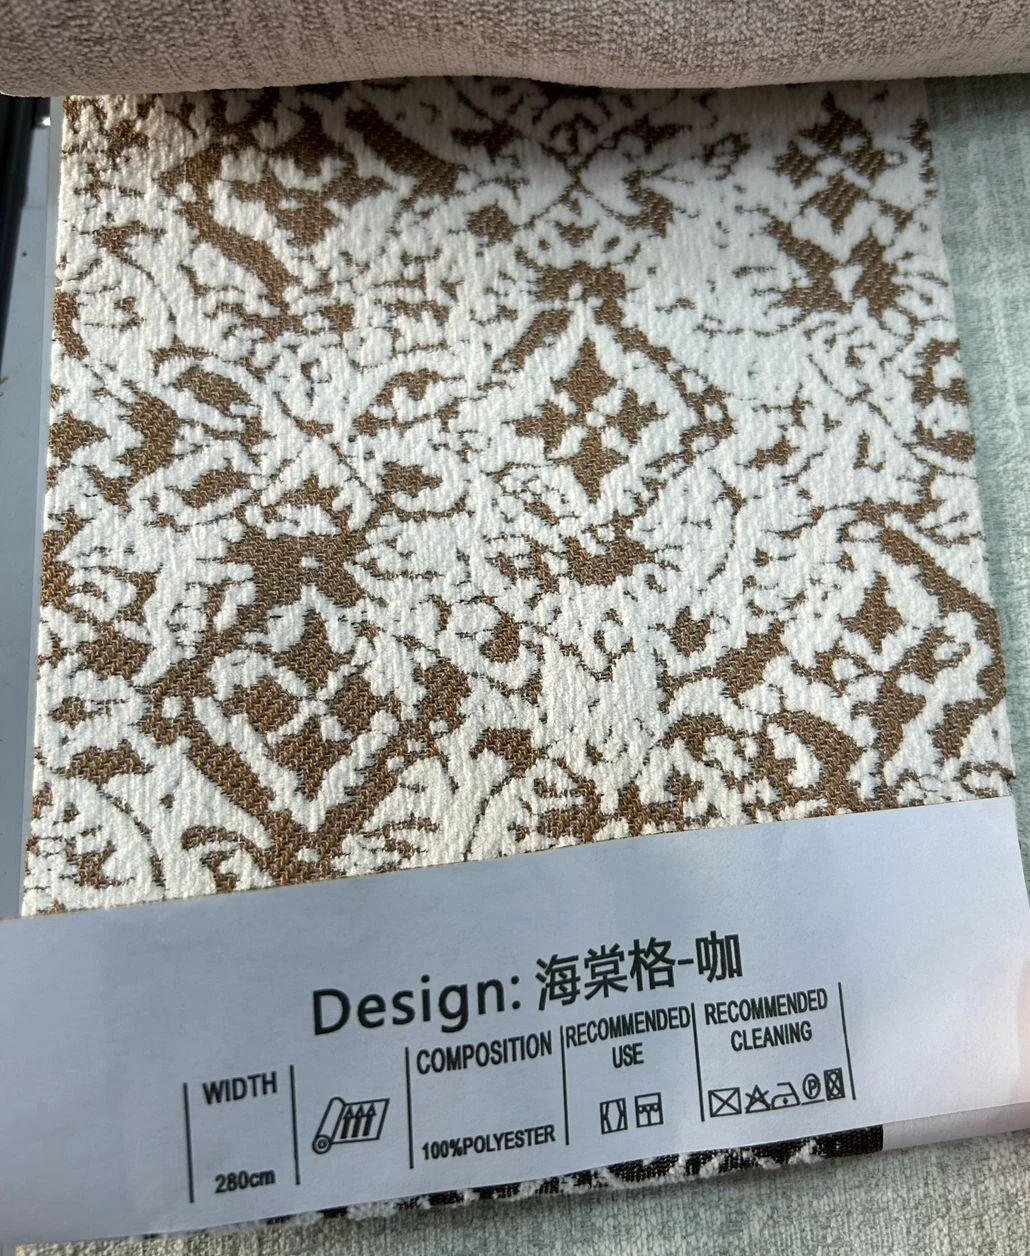 Design: 海棠格-咖
WIDTH
280cm
COMPOSITION
100%POLYESTER
RECOMMENDED
USE
RECOMMENDED
CLEANING
P